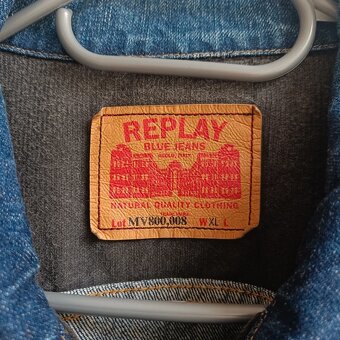 REPLAY
BLUE JEANS
NATURAL QUALITY CLOTHING
Lot MV800,008 W XL L